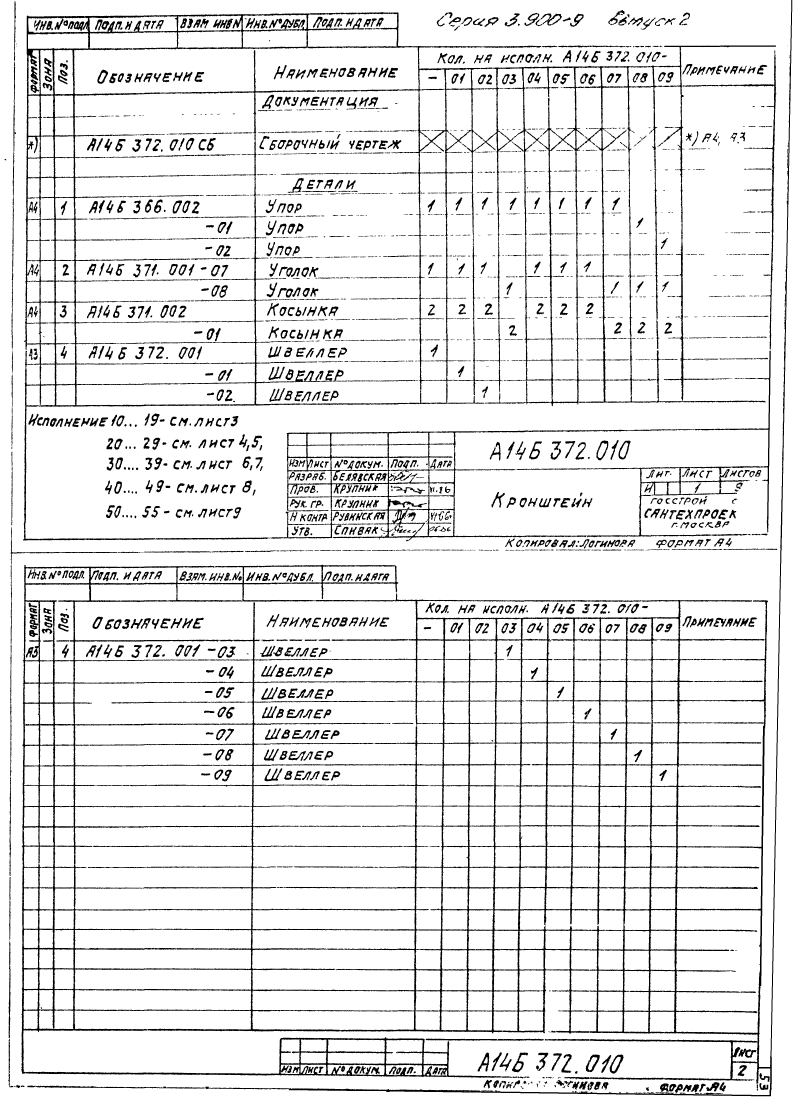 Серия 3.900-9 Выпуск 2
Инв.№подл. Подп. и дата Взам инв№ Инв.№дубл. Подп. и дата
Формат Зона Поз. Обозначение Наименование Кол. на исполн. А14Б 372.010- Примечание
- 01 02 03 04 05 06 07 08 09
Документация
*) А14Б 372.010 СБ Сборочный чертеж *) А4, А3
Детали
А4 1 А14Б 366.002 Упор 1 1 1 1 1 1 1 1
-01 Упор 1
-02 Упор 1
А4 2 А14Б 371.001-07 Уголок 1 1 1 1 1 1
-08 Уголок 1 1 1 1
А4 3 А14Б 371.002 Косынка 2 2 2 2 2 2
-01 Косынка 2 2 2 2
А3 4 А14Б 372.001 Швеллер 1
-01 Швеллер 1
-02 Швеллер 1
Исполнение 10... 19- см. лист 3
20... 29- см. лист 4,5,
30.... 39- см. лист 6,7,
40.... 49- см. лист 8,
50.... 55- см. лист 9
А14Б 372.010
Изм Лист №докум. Подп. Дата
Разраб. Белявская
Пров. Крупник
Рук. гр. Крупник
Н контр Рувинская
Утв. Спивак
Кронштейн
Лит. Лист Листов
И 1 9
Госстрой с
Сантехпроек
г. Москва
Копировал: Логинова Формат А4
Инв.№подл. Подп. и дата Взам. инв.№ Инв.№дубл. Подп. и дата
Формат Зона Поз. Обозначение Наименование Кол. на исполн. А14Б 372.010- Примечание
- 01 02 03 04 05 06 07 08 09
А3 4 А14Б 372.001-03 Швеллер 1
-04 Швеллер 1
-05 Швеллер 1
-06 Швеллер 1
-07 Швеллер 1
-08 Швеллер 1
-09 Швеллер 1
Изм Лист №докум. Подп. Дата
А14Б 372.010
Лист
2
Формат А4
53